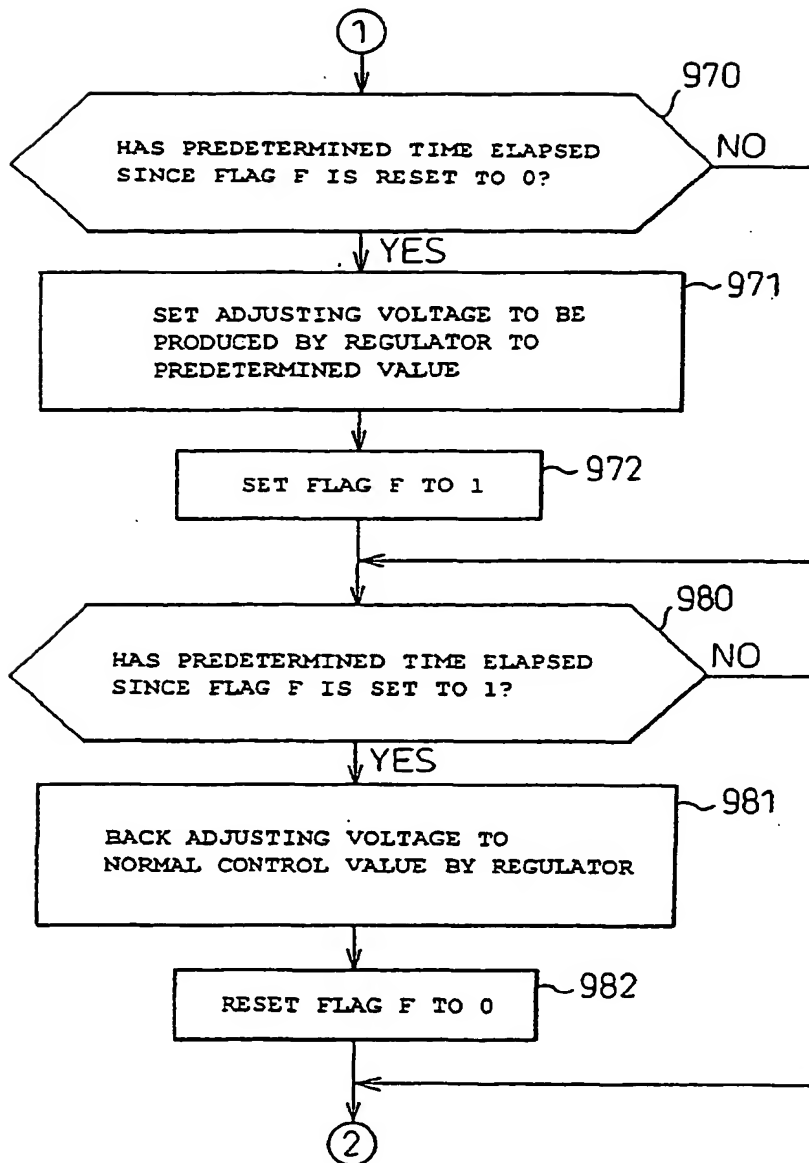 1
970
HAS PREDETERMINED TIME ELAPSED
SINCE FLAG F IS RESET TO 0?
NO
YES
971
SET ADJUSTING VOLTAGE TO BE
PRODUCED BY REGULATOR TO
PREDETERMINED VALUE
972
SET FLAG F TO 1
980
HAS PREDETERMINED TIME ELAPSED
SINCE FLAG F IS SET TO 1?
NO
YES
981
BACK ADJUSTING VOLTAGE TO
NORMAL CONTROL VALUE BY REGULATOR
982
RESET FLAG F TO 0
2